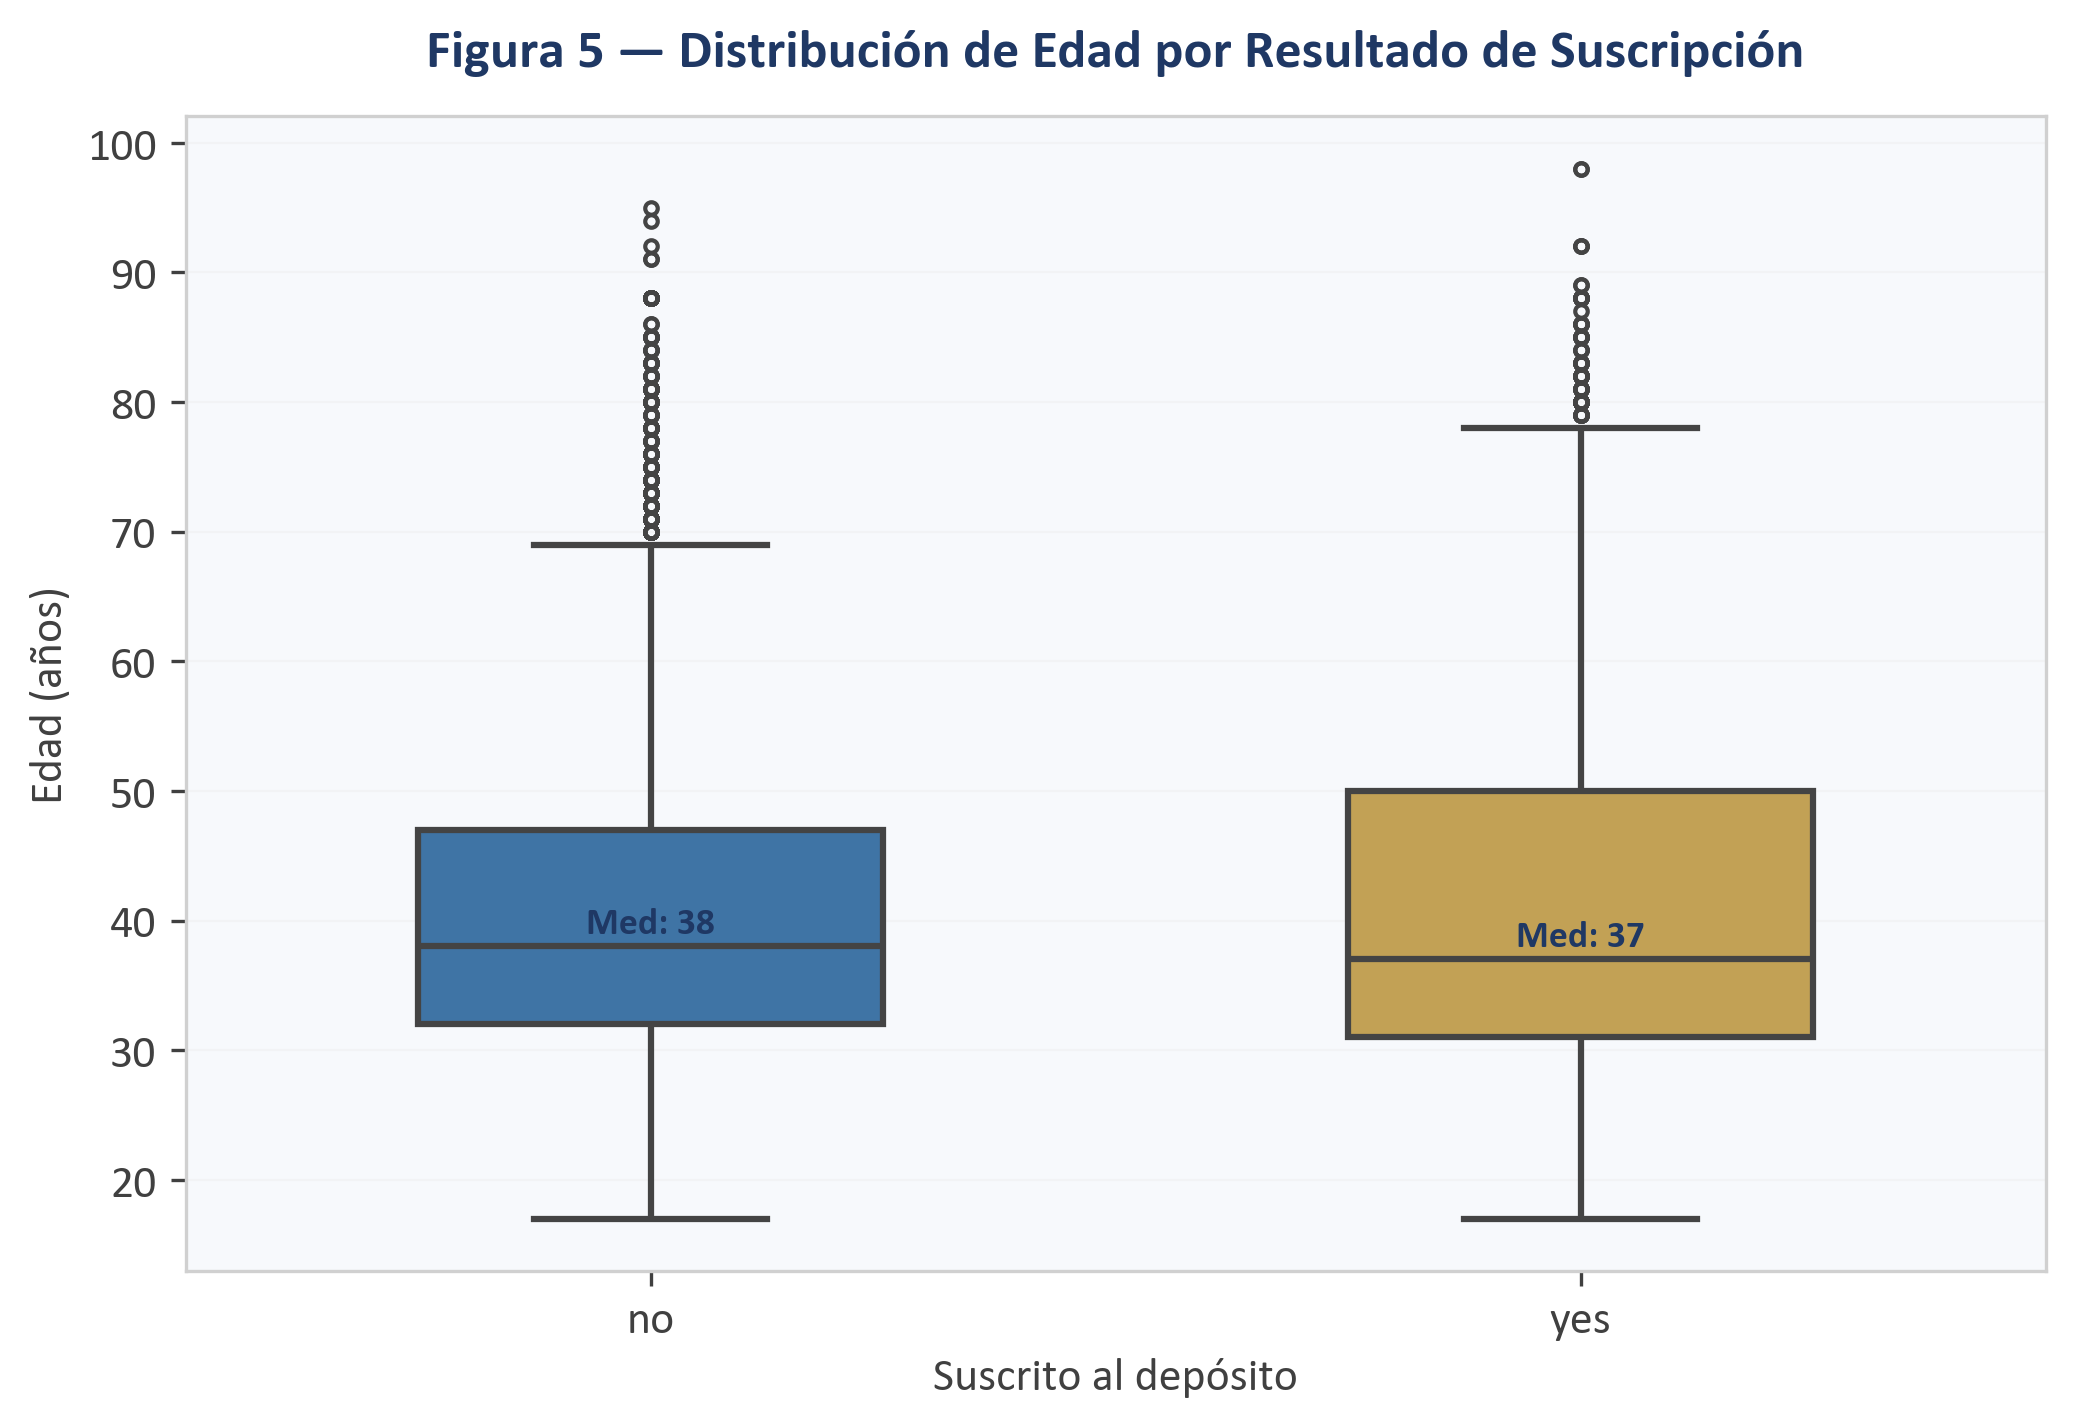 Figura 5 — Distribución de Edad por Resultado de Suscripción
100
90
80
70
60
50
40
30
20
Edad (años)
Med: 38
Med: 37
no
yes
Suscrito al depósito